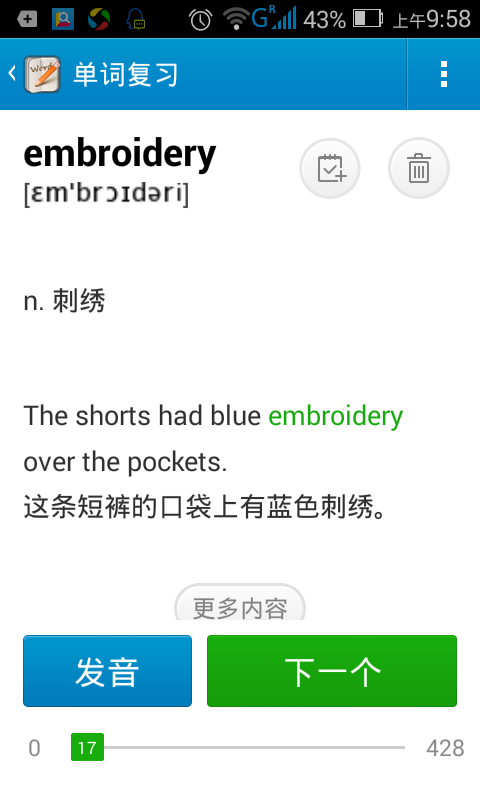 GR 43% 上午9:58
Words 单词复习
embroidery
[ɛm'brɔɪdəri]
n. 刺绣
The shorts had blue embroidery
over the pockets.
这条短裤的口袋上有蓝色刺绣。
更多内容
发音 下一个
0 17 428